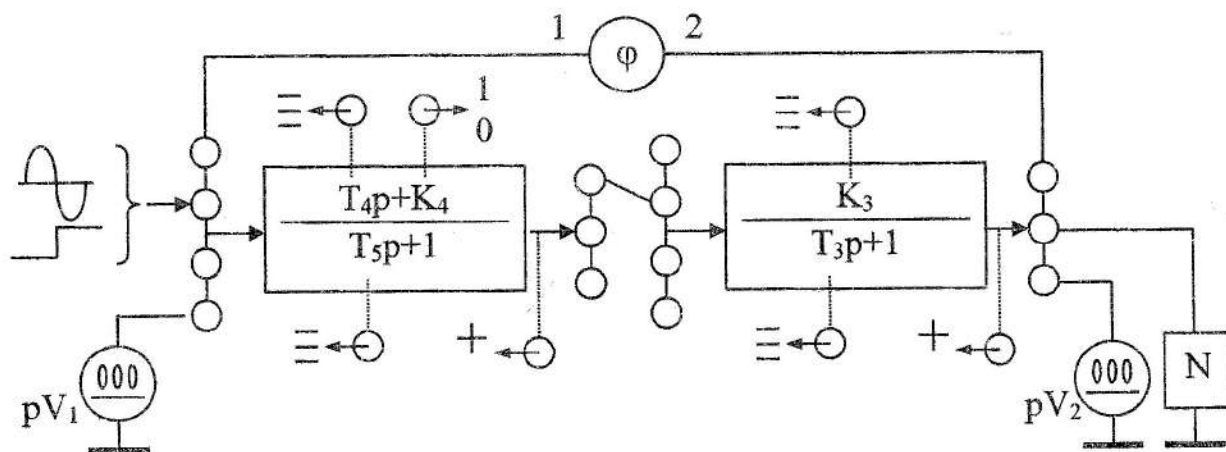 1
φ
2
1
0
T₄p+K₄
T₅p+1
K₃
T₃p+1
+
+
000
pV₁
000
pV₂
N